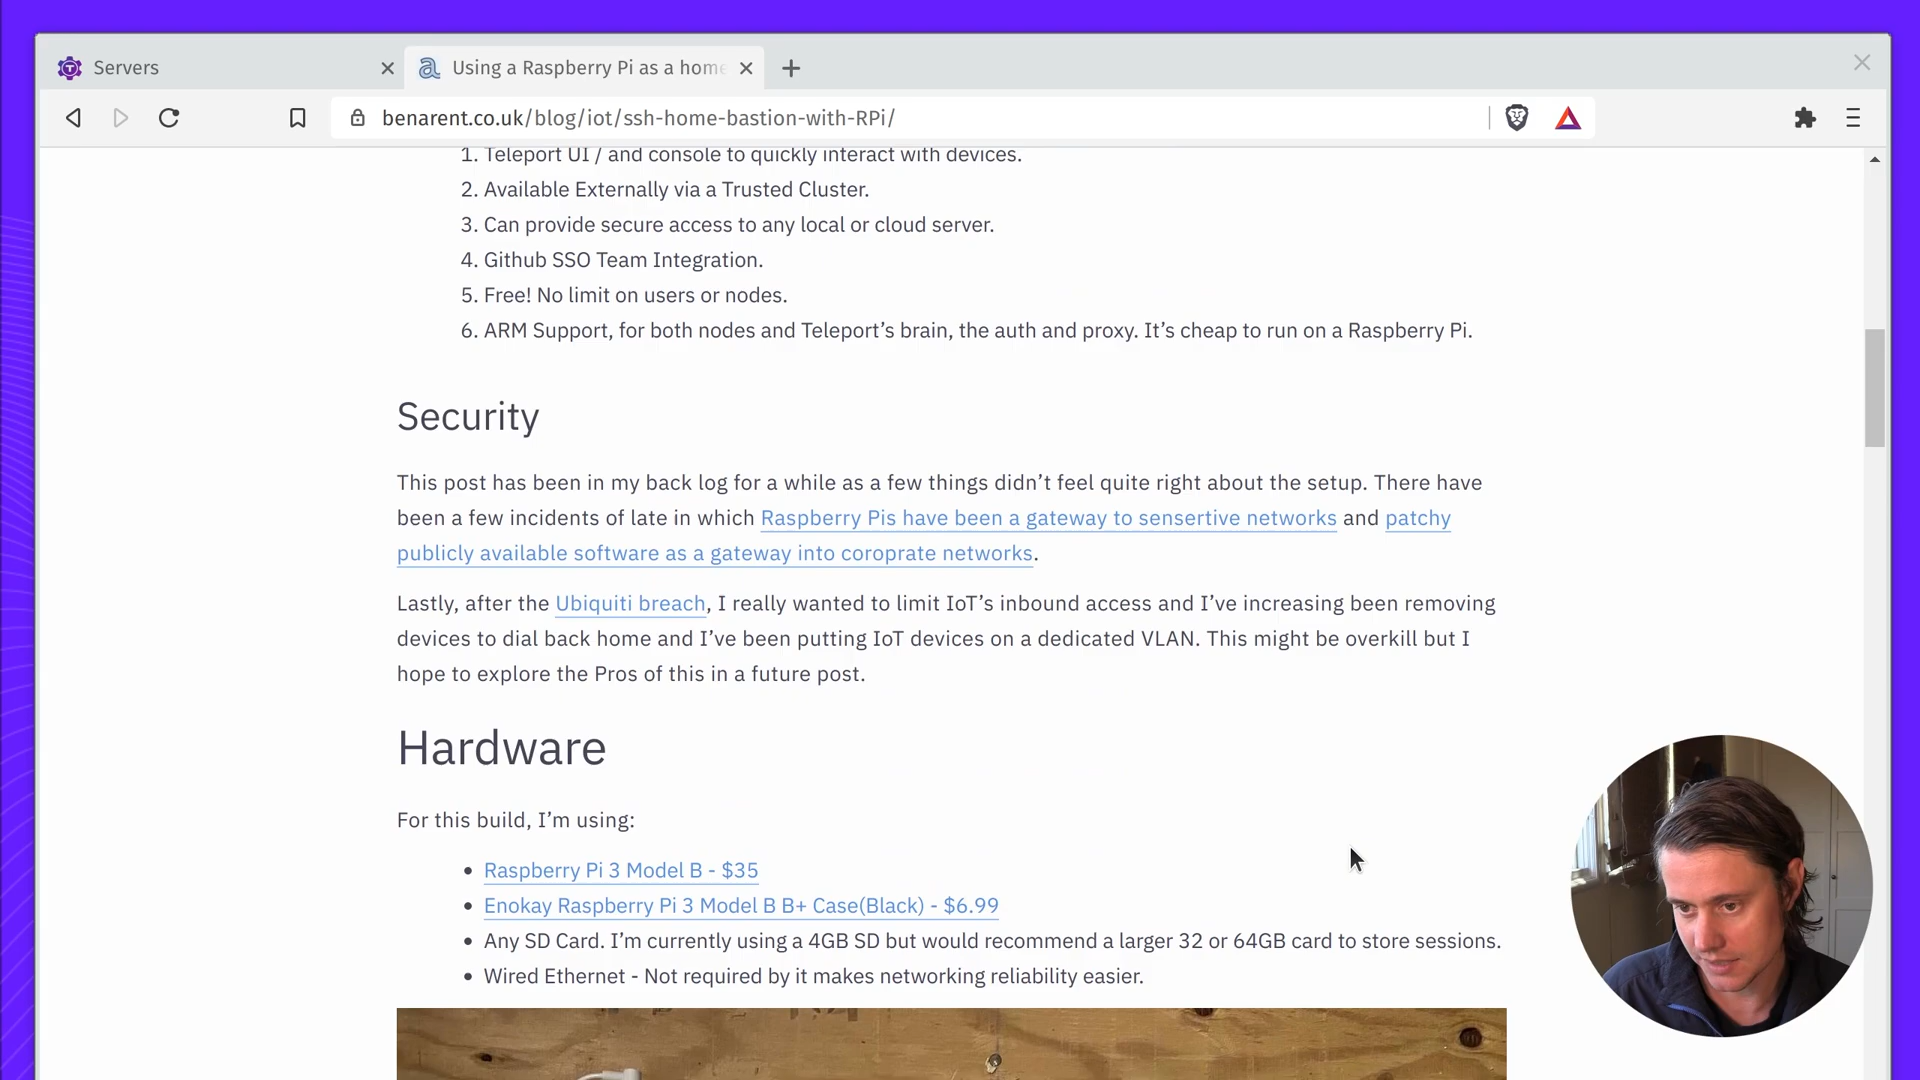 Servers
Using a Raspberry Pi as a home
benarent.co.uk/blog/iot/ssh-home-bastion-with-RPi/
1. Teleport UI / and console to quickly interact with devices.
2. Available Externally via a Trusted Cluster.
3. Can provide secure access to any local or cloud server.
4. Github SSO Team Integration.
5. Free! No limit on users or nodes.
6. ARM Support, for both nodes and Teleport’s brain, the auth and proxy. It’s cheap to run on a Raspberry Pi.
Security
This post has been in my back log for a while as a few things didn’t feel quite right about the setup. There have
been a few incidents of late in which Raspberry Pis have been a gateway to sensertive networks and patchy
publicly available software as a gateway into coroprate networks.
Lastly, after the Ubiquiti breach, I really wanted to limit IoT’s inbound access and I’ve increasing been removing
devices to dial back home and I’ve been putting IoT devices on a dedicated VLAN. This might be overkill but I
hope to explore the Pros of this in a future post.
Hardware
For this build, I’m using:
• Raspberry Pi 3 Model B - $35
• Enokay Raspberry Pi 3 Model B B+ Case(Black) - $6.99
• Any SD Card. I’m currently using a 4GB SD but would recommend a larger 32 or 64GB card to store sessions.
• Wired Ethernet - Not required by it makes networking reliability easier.